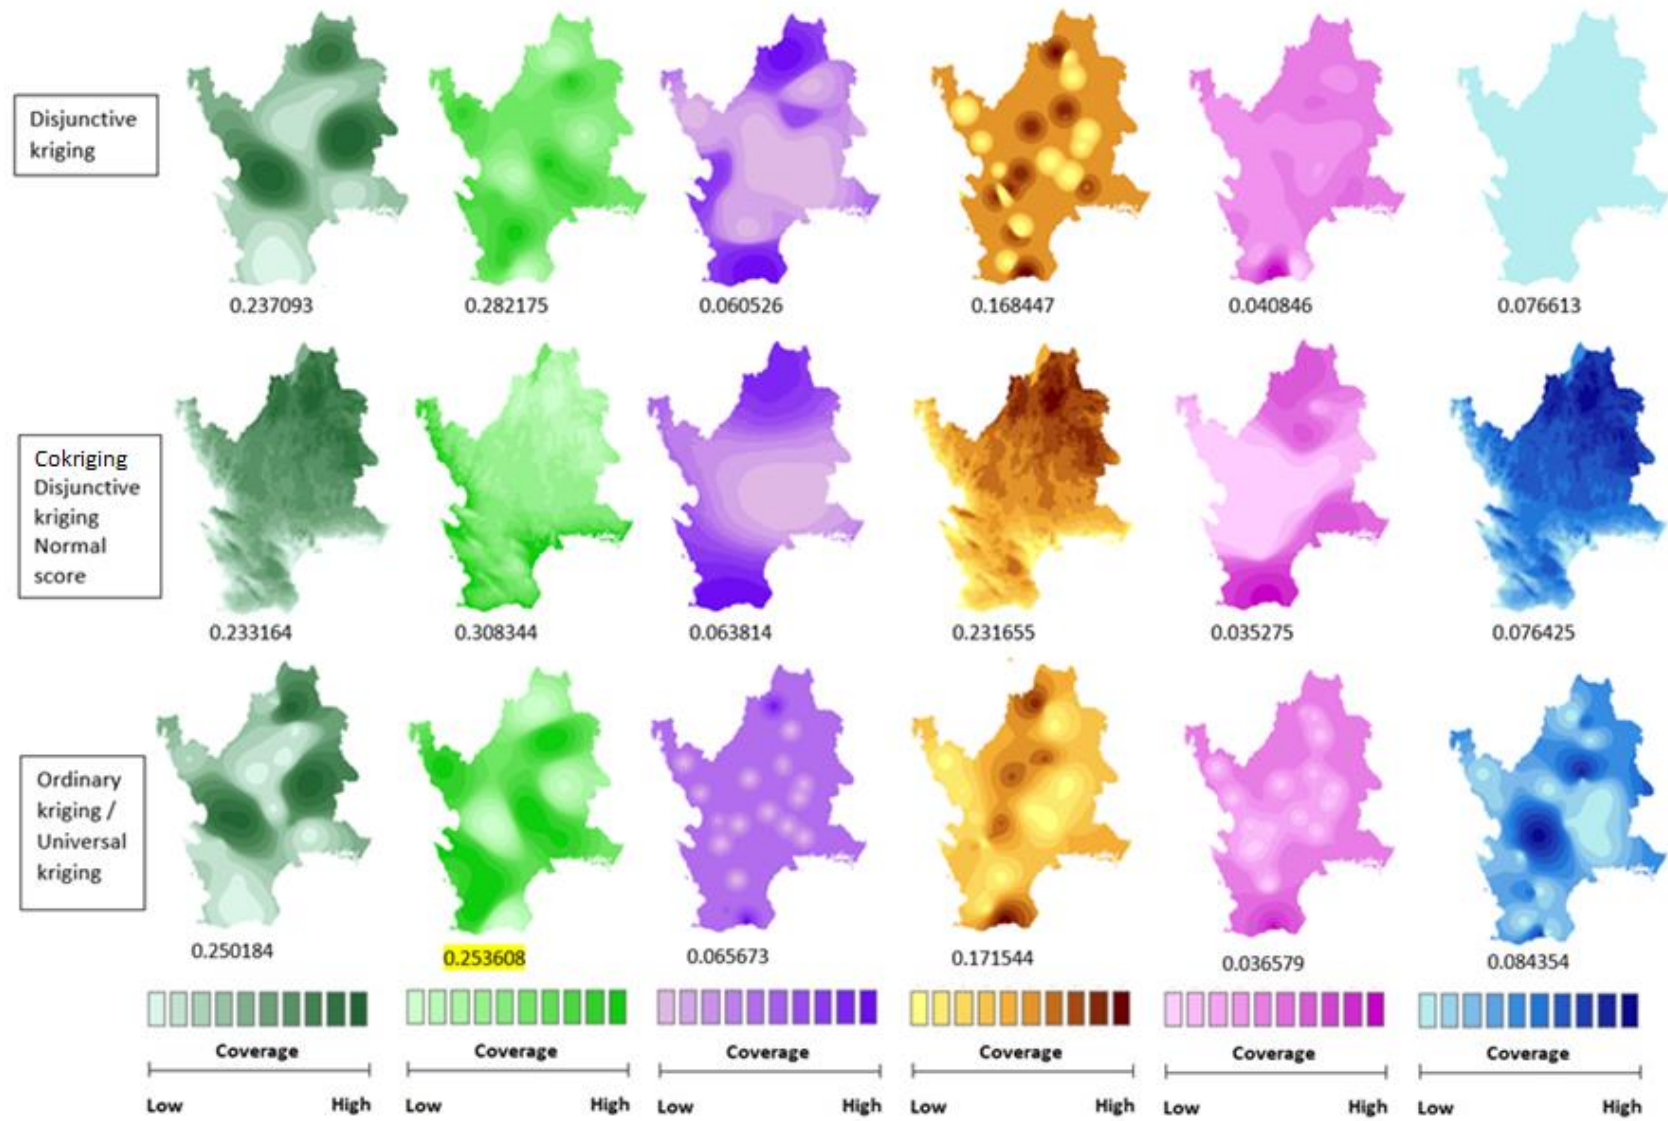 Disjunctive
kriging
0.237093
0.282175
0.060526
0.168447
0.040846
0.076613
Cokriging
Disjunctive
kriging
Normal
score
0.233164
0.308344
0.063814
0.231655
0.035275
0.076425
Ordinary
kriging /
Universal
kriging
0.250184
0.253608
0.065673
0.171544
0.036579
0.084354
Coverage
Coverage
Coverage
Coverage
Coverage
Coverage
Low High
Low High
Low High
Low High
Low High
Low High